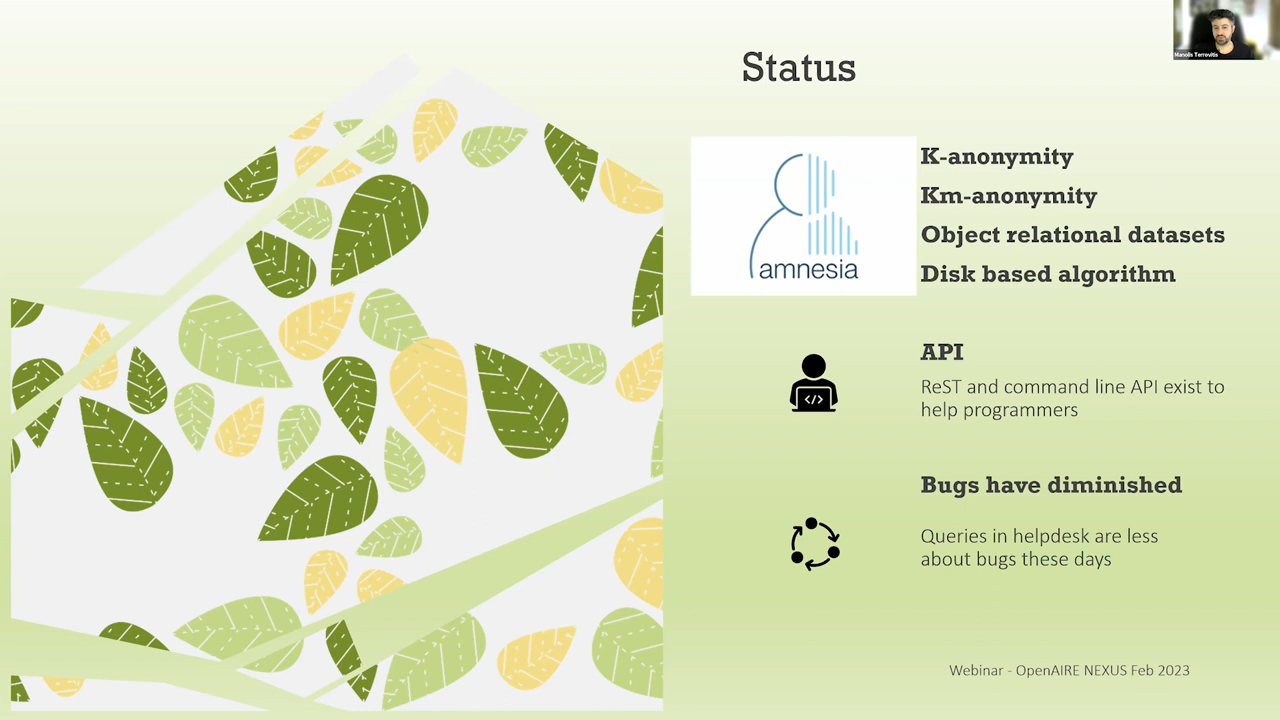 Manolis Terrovitis
Status
amnesia
K-anonymity
Km-anonymity
Object relational datasets
Disk based algorithm
API
ReST and command line API exist to
help programmers
</>
Bugs have diminished
Queries in helpdesk are less
about bugs these days
Webinar - OpenAIRE NEXUS Feb 2023